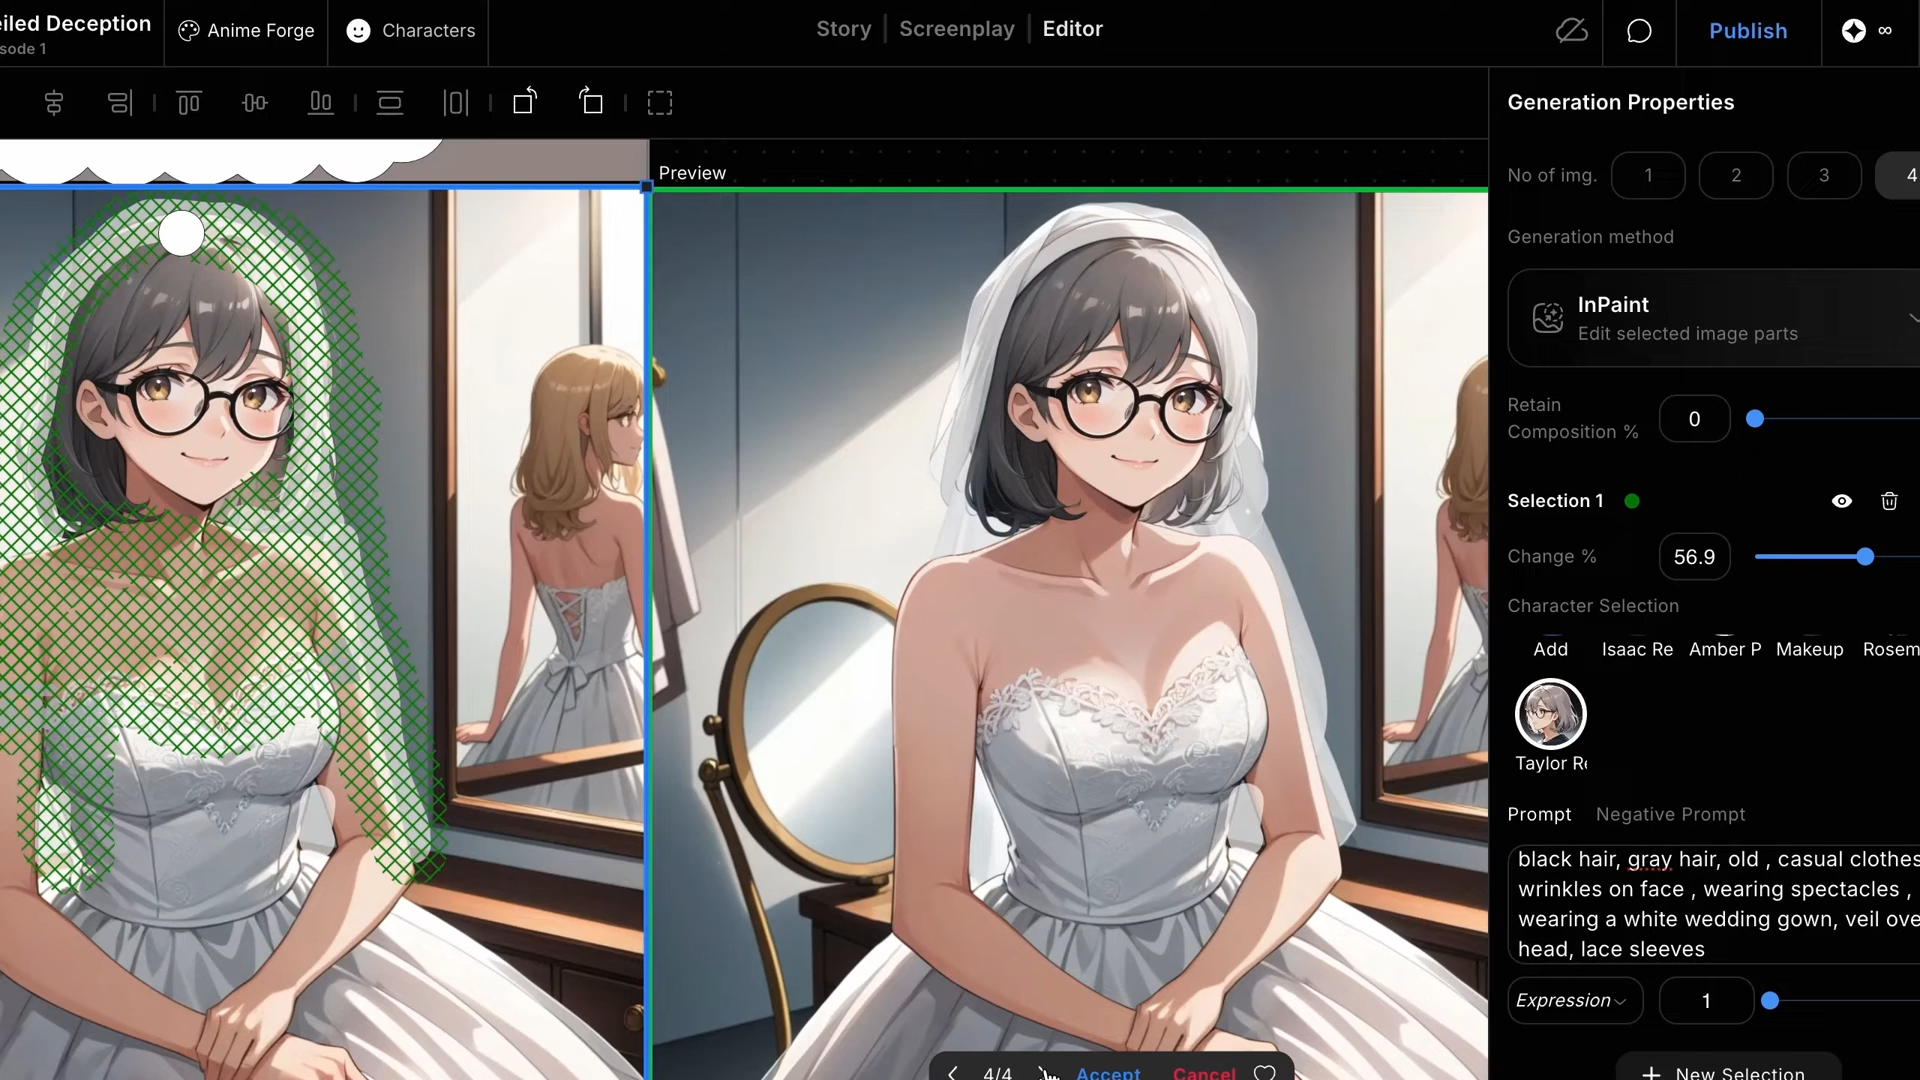 eiled Deception
sode 1
Anime Forge
Characters
Story
Screenplay
Editor
Publish
∞
Generation Properties
Preview
No of img.
1
2
3
4
Generation method
InPaint
Edit selected image parts
Retain
Composition %
0
Selection 1
Change %
56.9
Character Selection
Add
Isaac Re
Amber P
Makeup
Rosem
Taylor Re
Prompt
Negative Prompt
black hair, gray hair, old , casual clothes
wrinkles on face , wearing spectacles ,
wearing a white wedding gown, veil ove
head, lace sleeves
Expression
1
4/4
Accept
Cancel
New Selection